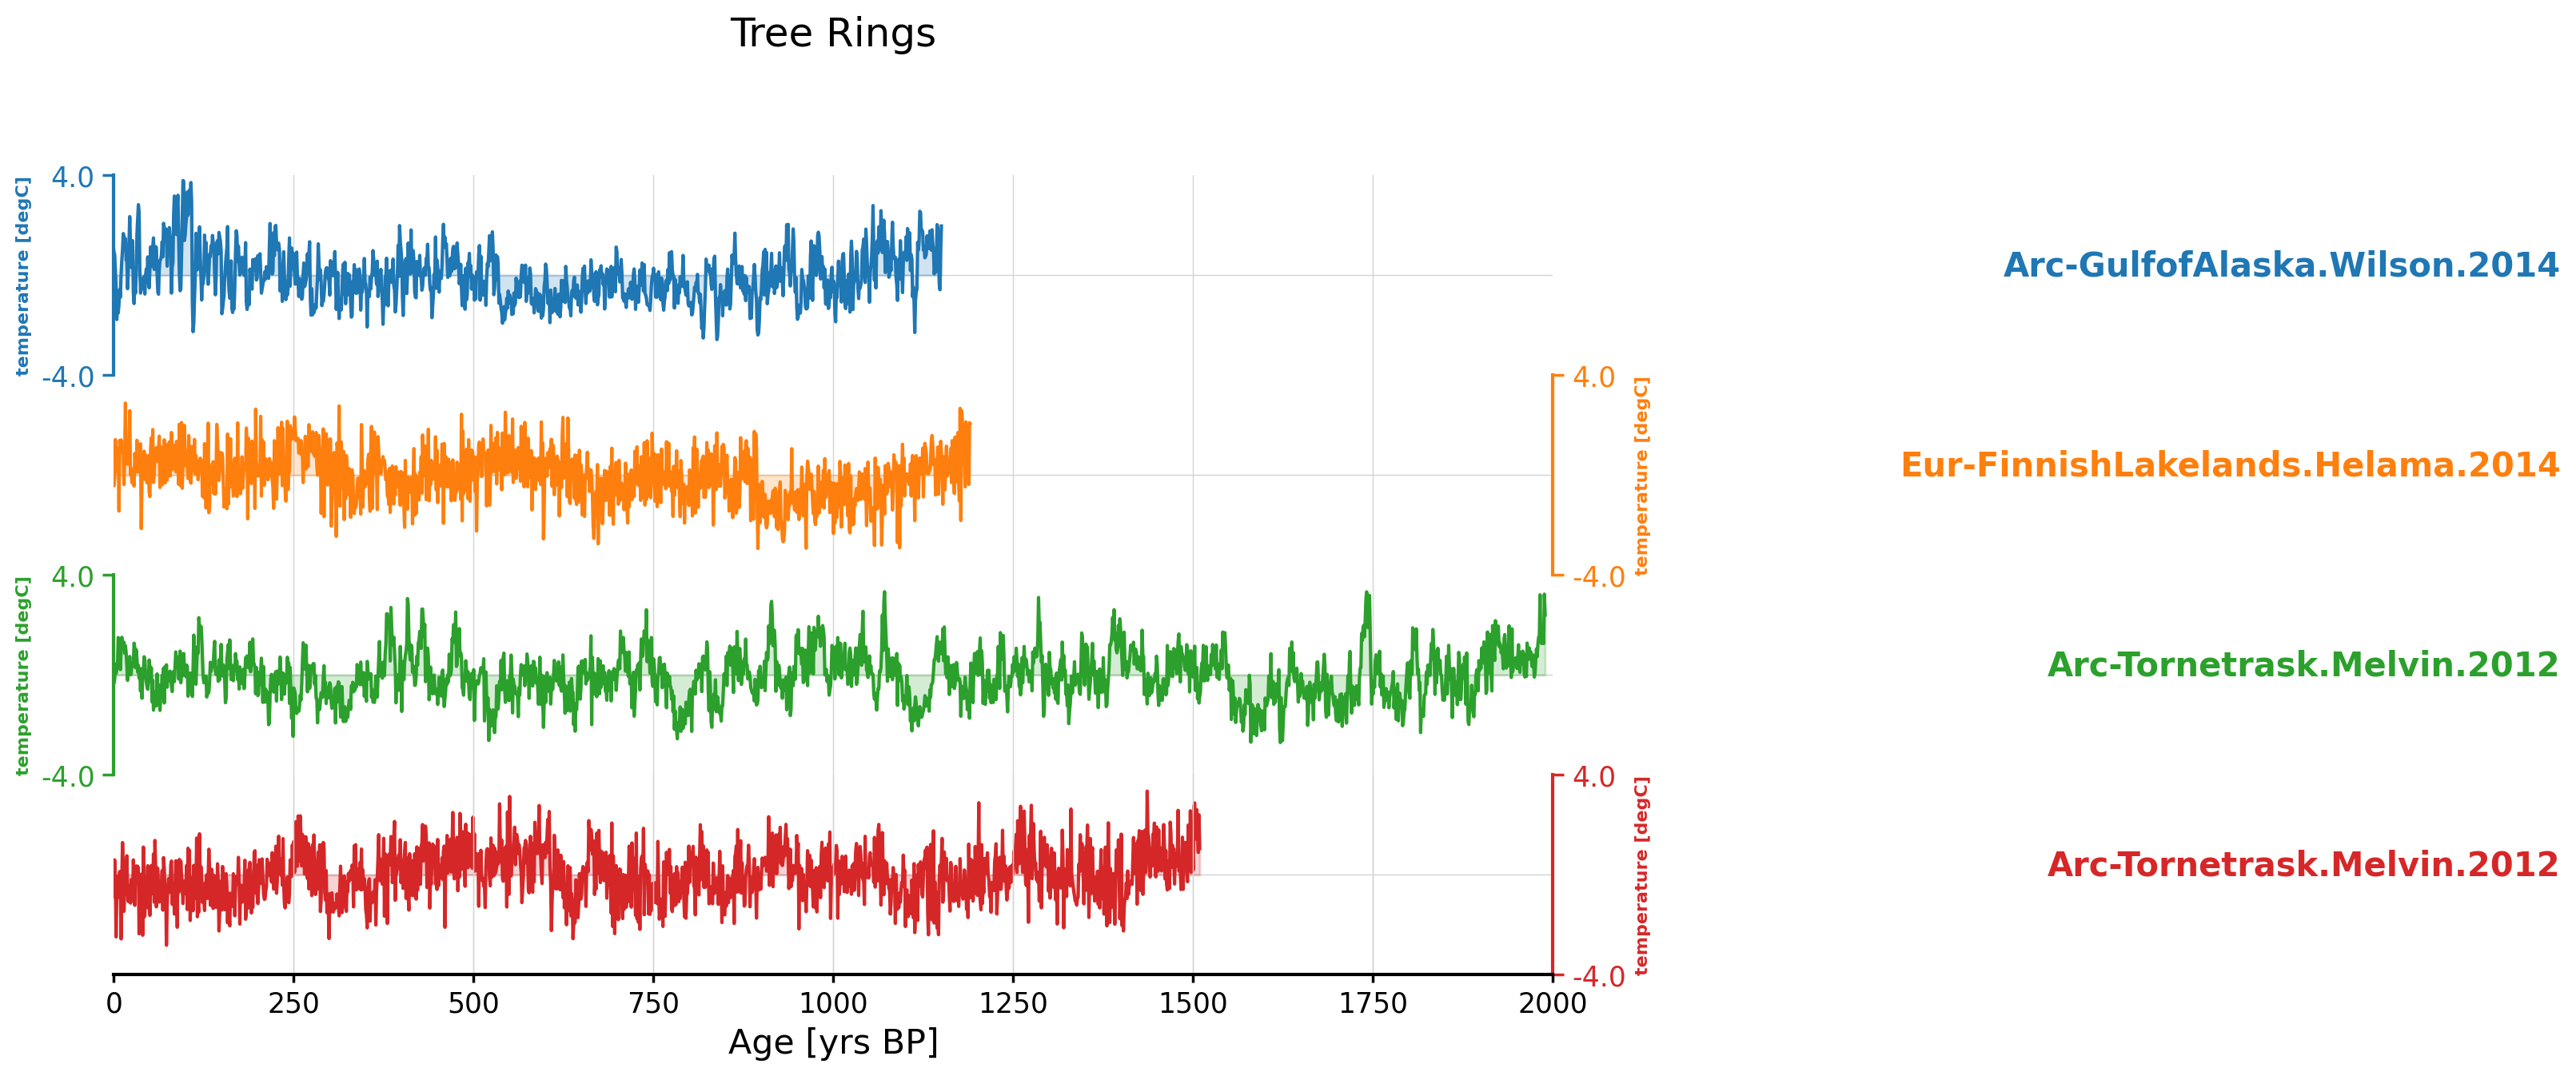 Tree Rings
4.0
temperature [degC]
-4.0
Arc-GulfofAlaska.Wilson.2014
4.0
temperature [degC]
-4.0
Eur-FinnishLakelands.Helama.2014
4.0
temperature [degC]
-4.0
Arc-Tornetrask.Melvin.2012
4.0
temperature [degC]
-4.0
Arc-Tornetrask.Melvin.2012
0 250 500 750 1000 1250 1500 1750 2000
Age [yrs BP]